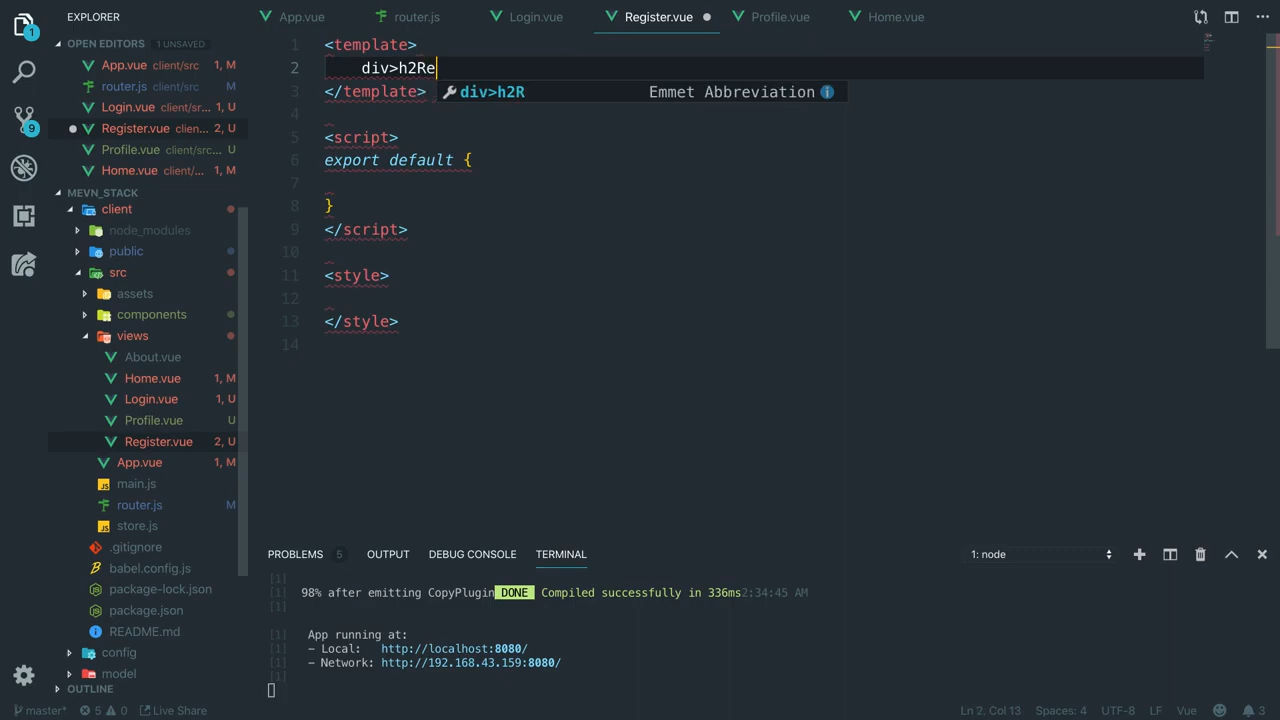 EXPLORER
App.vue
router.js
Login.vue
Register.vue
Profile.vue
Home.vue
1
OPEN EDITORS 1 UNSAVED
App.vue client/src 1, M
router.js client/src M
Login.vue client/sr... 1, U
Register.vue clien... 2, U
Profile.vue client/src... U
Home.vue client/... 1, M
9
MEVN_STACK
client
node_modules
public
src
assets
components
views
About.vue
Home.vue 1, M
Login.vue 1, U
Profile.vue U
Register.vue 2, U
App.vue 1, M
main.js
router.js M
store.js
.gitignore
babel.config.js
package-lock.json
package.json
README.md
config
model
OUTLINE
1 <template>
2 div>h2Re
3 </template>
div>h2R Emmet Abbreviation
4
5 <script>
6 export default {
7
8 }
9 </script>
10
11 <style>
12
13 </style>
14
PROBLEMS 5 OUTPUT DEBUG CONSOLE TERMINAL 1: node
[1]
[1] 98% after emitting CopyPlugin DONE Compiled successfully in 336ms2:34:45 AM
[1]
[1] App running at:
[1] - Local: http://localhost:8080/
[1] - Network: http://192.168.43.159:8080/
[1]
master* 5 0 Live Share Ln 2, Col 13 Spaces: 4 UTF-8 LF Vue 3